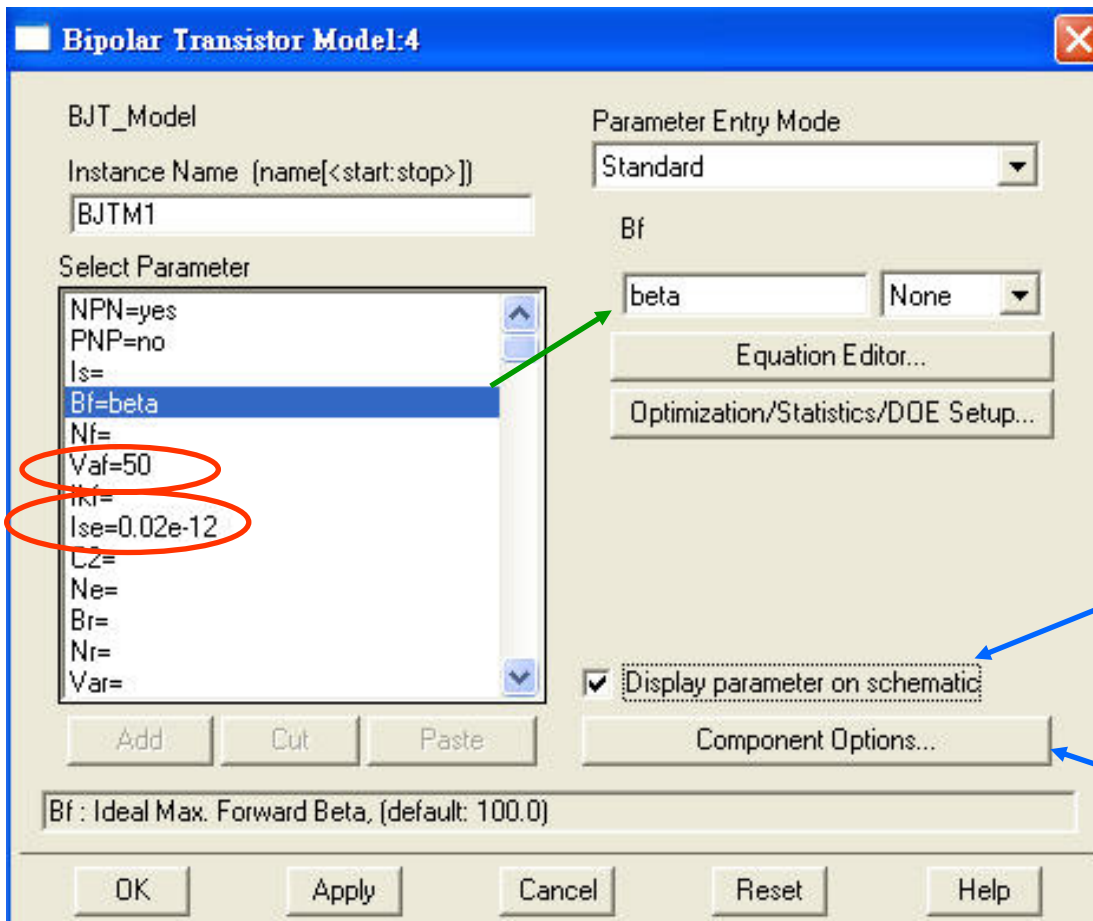 Bipolar Transistor Model:4
BJT_Model
Instance Name (name[<start:stop>])
BJTM1
Select Parameter
NPN=yes
PNP=no
Is=
Bf=beta
Nf=
Vaf=50
Ikf=
Ise=0.02e-12
C2=
Ne=
Br=
Nr=
Var=
Add Cut Paste
Parameter Entry Mode
Standard
Bf
beta None
Equation Editor...
Optimization/Statistics/DOE Setup...
Display parameter on schematic
Component Options...
Bf : Ideal Max. Forward Beta, (default: 100.0)
OK Apply Cancel Reset Help